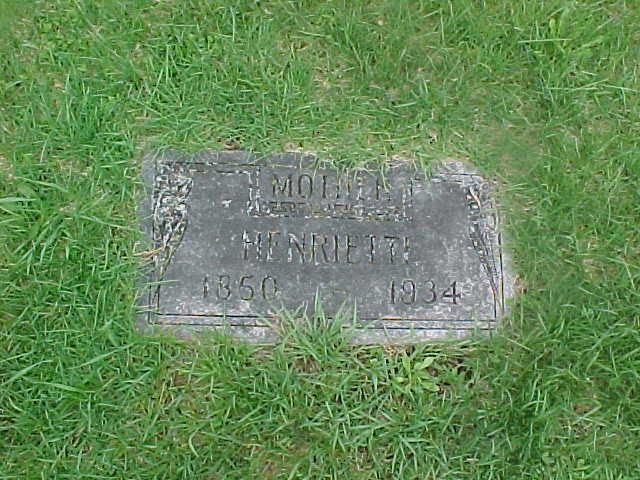 MOTHER
HENRIETTE
1850 - 1934